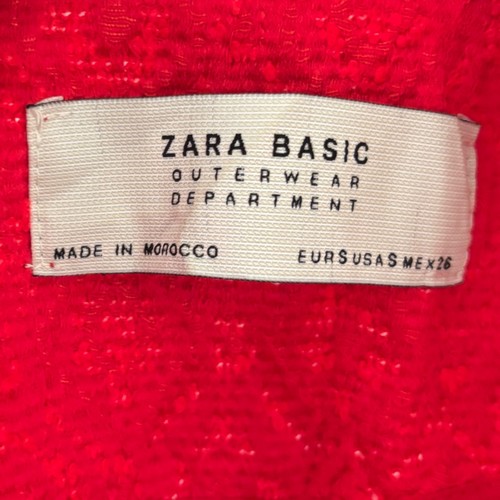 ZARA BASIC
OUTERWEAR
DEPARTMENT
MADE IN MOROCCO EUR S USA S MEX 26